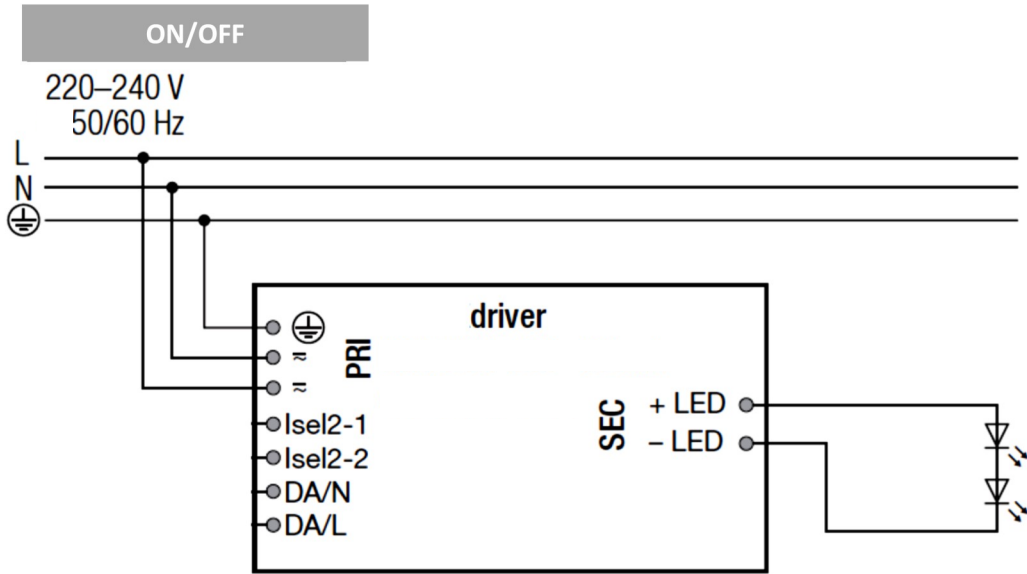 ON/OFF
220–240 V
50/60 Hz
L
N
driver
PRI
Isel2-1
Isel2-2
DA/N
DA/L
SEC
+ LED
– LED